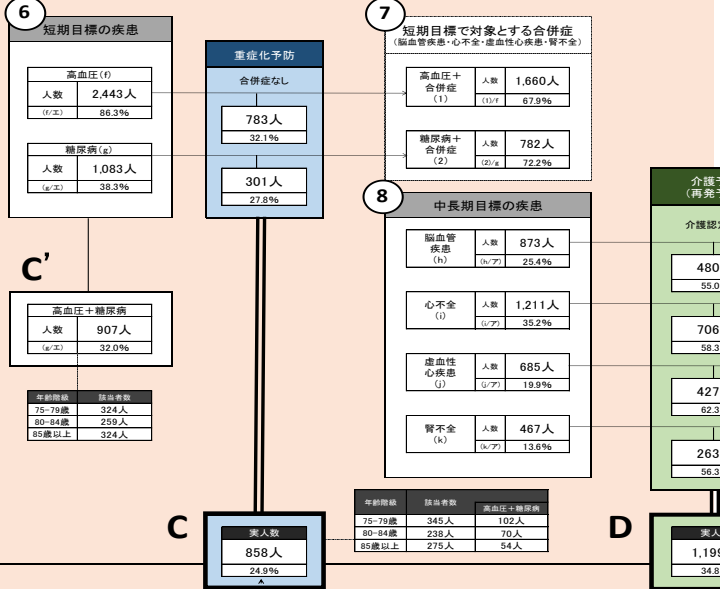 6
短期目標の疾患
高血圧(f)
人数 2,443人
(f/エ) 86.3%
糖尿病(g)
人数 1,083人
(g/エ) 38.3%
C’
高血圧＋糖尿病
人数 907人
(g/エ) 32.0%
年齢階級 該当者数
75-79歳 324人
80-84歳 259人
85歳以上 324人
重症化予防
合併症なし
783人
32.1%
301人
27.8%
7
短期目標で対象とする合併症
(脳血管疾患・心不全・虚血性心疾患・腎不全)
高血圧＋
合併症
(1)
人数 1,660人
(1)/f 67.9%
糖尿病＋
合併症
(2)
人数 782人
(2)/g 72.2%
8
中長期目標の疾患
脳血管
疾患
(h)
人数 873人
(h/ア) 25.4%
心不全
(i)
人数 1,211人
(i/ア) 35.2%
虚血性
心疾患
(j)
人数 685人
(j/ア) 19.9%
腎不全
(k)
人数 467人
(k/ア) 13.6%
介護予
(再発予
介護認定
480
55.0
706
58.3
427
62.3
263
56.3
C
実人数
858人
24.9%
年齢階級 該当者数 高血圧＋糖尿病
75-79歳 345人 102人
80-84歳 238人 70人
85歳以上 275人 54人
D
実人
1,199
34.8